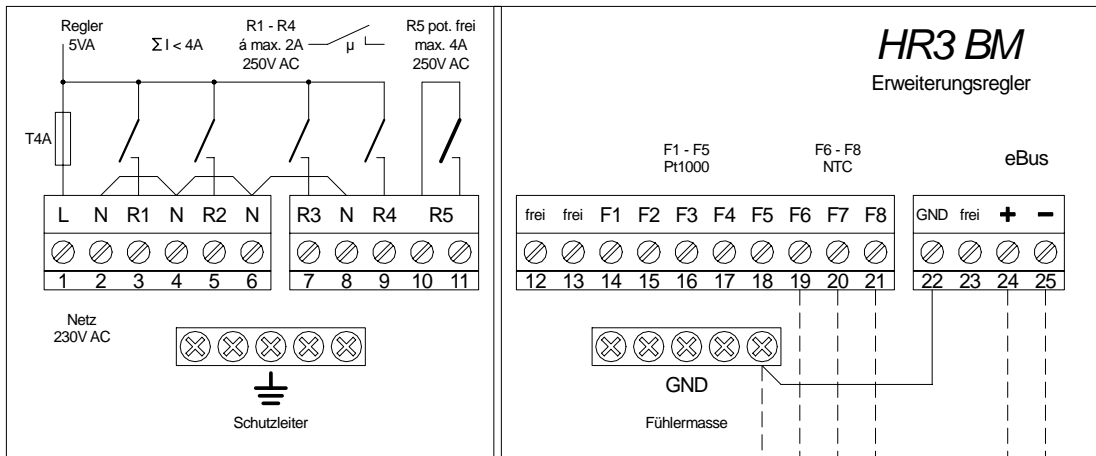 Regler
5VA
Σ I < 4A
R1 - R4
á max. 2A
250V AC
µ
R5 pot. frei
max. 4A
250V AC
HR3 BM
Erweiterungsregler
T4A
F1 - F5
Pt1000
F6 - F8
NTC
eBus
L N R1 N R2 N
R3 N R4 R5
frei frei F1 F2 F3 F4 F5 F6 F7 F8
GND frei + −
1 2 3 4 5 6
7 8 9 10 11
12 13 14 15 16 17 18 19 20 21
22 23 24 25
Netz
230V AC
Schutzleiter
GND
Fühlermasse